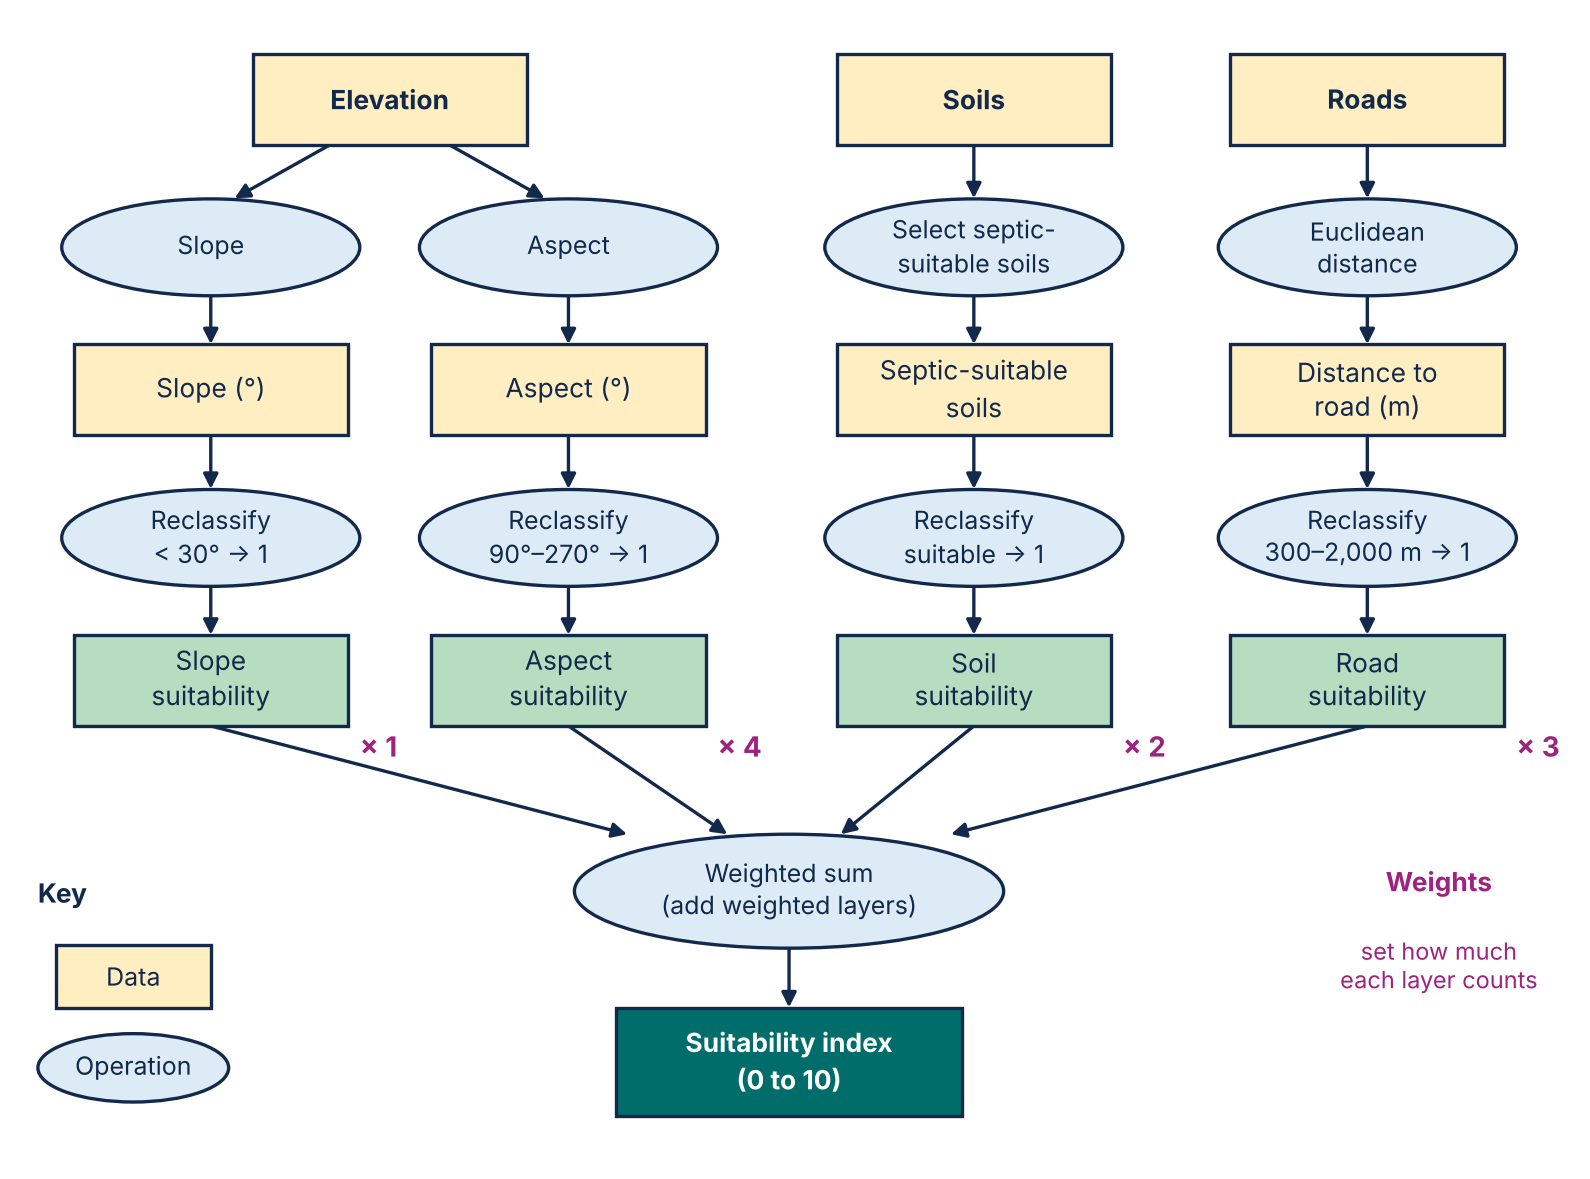 Elevation
Soils
Roads
Slope
Aspect
Select septic-
suitable soils
Euclidean
distance
Slope (°)
Aspect (°)
Septic-suitable
soils
Distance to
road (m)
Reclassify
< 30° → 1
Reclassify
90°–270° → 1
Reclassify
suitable → 1
Reclassify
300–2,000 m → 1
Slope
suitability
Aspect
suitability
Soil
suitability
Road
suitability
× 1
× 4
× 2
× 3
Weighted sum
(add weighted layers)
Key
Data
Operation
Weights
set how much
each layer counts
Suitability index
(0 to 10)